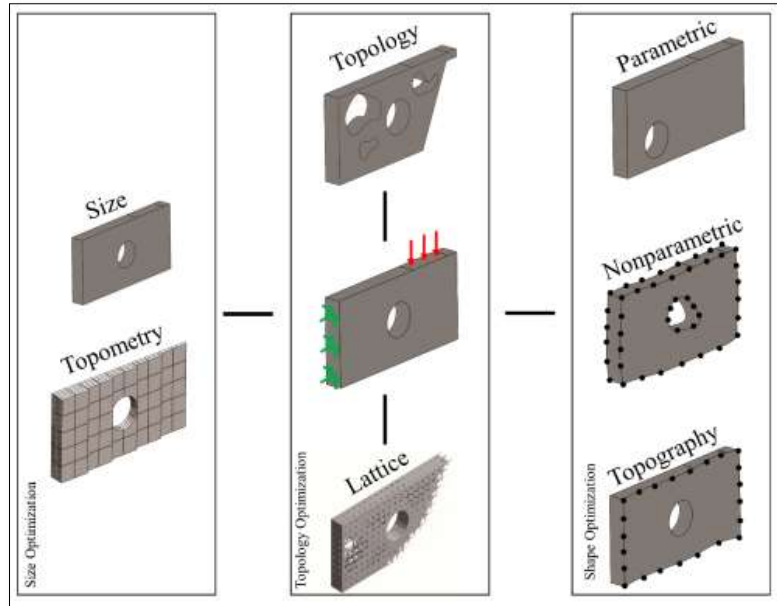 Size
Topometry
Size Optimization
Topology
Lattice
Topology Optimization
Parametric
Nonparametric
Topography
Shape Optimization